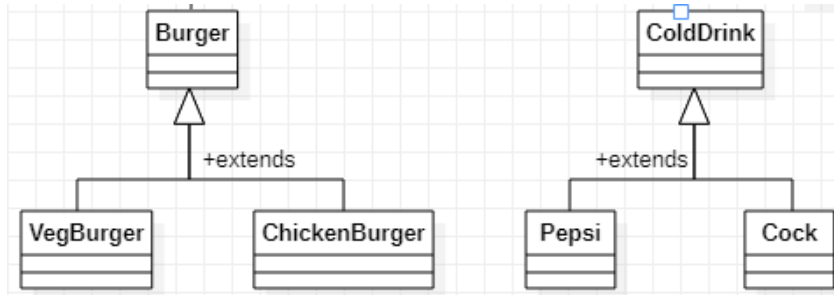 Burger
ColdDrink
+extends
+extends
VegBurger
ChickenBurger
Pepsi
Cock